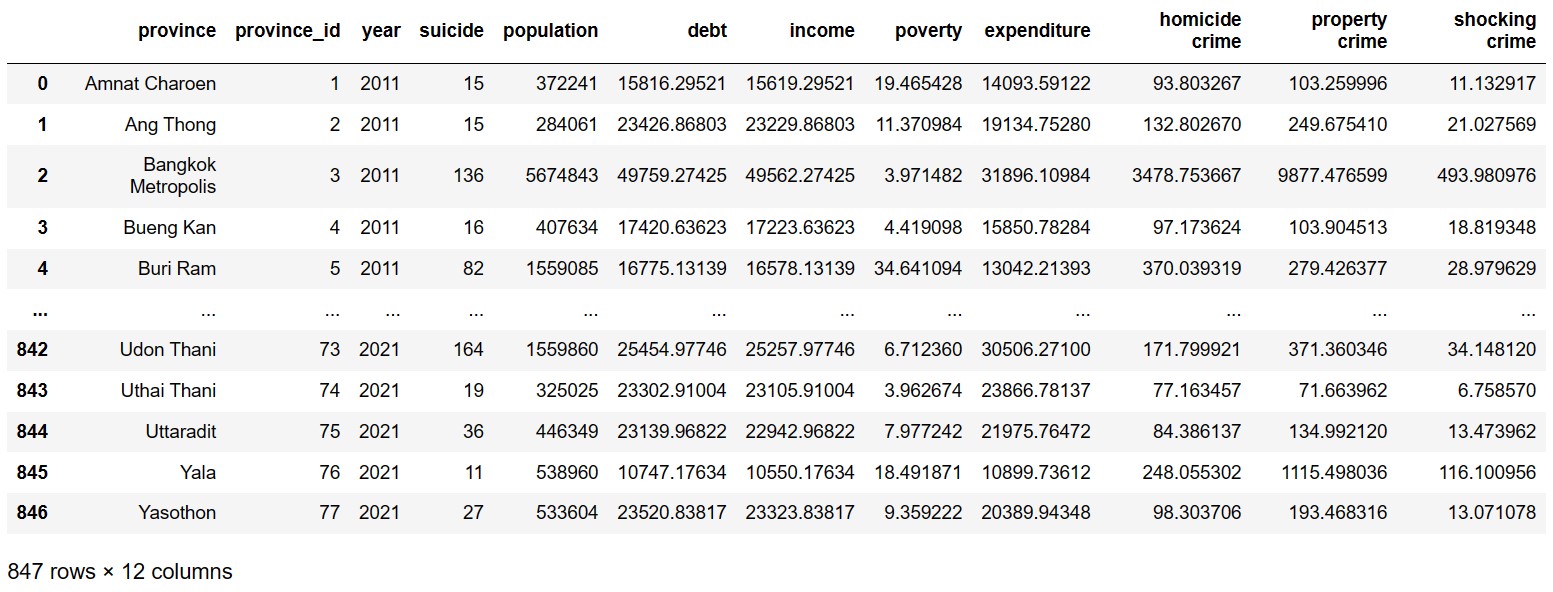 province province_id year suicide population debt income poverty expenditure homicide crime property crime shocking crime
0 Amnat Charoen 1 2011 15 372241 15816.29521 15619.29521 19.465428 14093.59122 93.803267 103.259996 11.132917
1 Ang Thong 2 2011 15 284061 23426.86803 23229.86803 11.370984 19134.75280 132.802670 249.675410 21.027569
2 Bangkok Metropolis 3 2011 136 5674843 49759.27425 49562.27425 3.971482 31896.10984 3478.753667 9877.476599 493.980976
3 Bueng Kan 4 2011 16 407634 17420.63623 17223.63623 4.419098 15850.78284 97.173624 103.904513 18.819348
4 Buri Ram 5 2011 82 1559085 16775.13139 16578.13139 34.641094 13042.21393 370.039319 279.426377 28.979629
... ... ... ... ... ... ... ... ... ... ... ... ...
842 Udon Thani 73 2021 164 1559860 25454.97746 25257.97746 6.712360 30506.27100 171.799921 371.360346 34.148120
843 Uthai Thani 74 2021 19 325025 23302.91004 23105.91004 3.962674 23866.78137 77.163457 71.663962 6.758570
844 Uttaradit 75 2021 36 446349 23139.96822 22942.96822 7.977242 21975.76472 84.386137 134.992120 13.473962
845 Yala 76 2021 11 538960 10747.17634 10550.17634 18.491871 10899.73612 248.055302 1115.498036 116.100956
846 Yasothon 77 2021 27 533604 23520.83817 23323.83817 9.359222 20389.94348 98.303706 193.468316 13.071078
847 rows × 12 columns